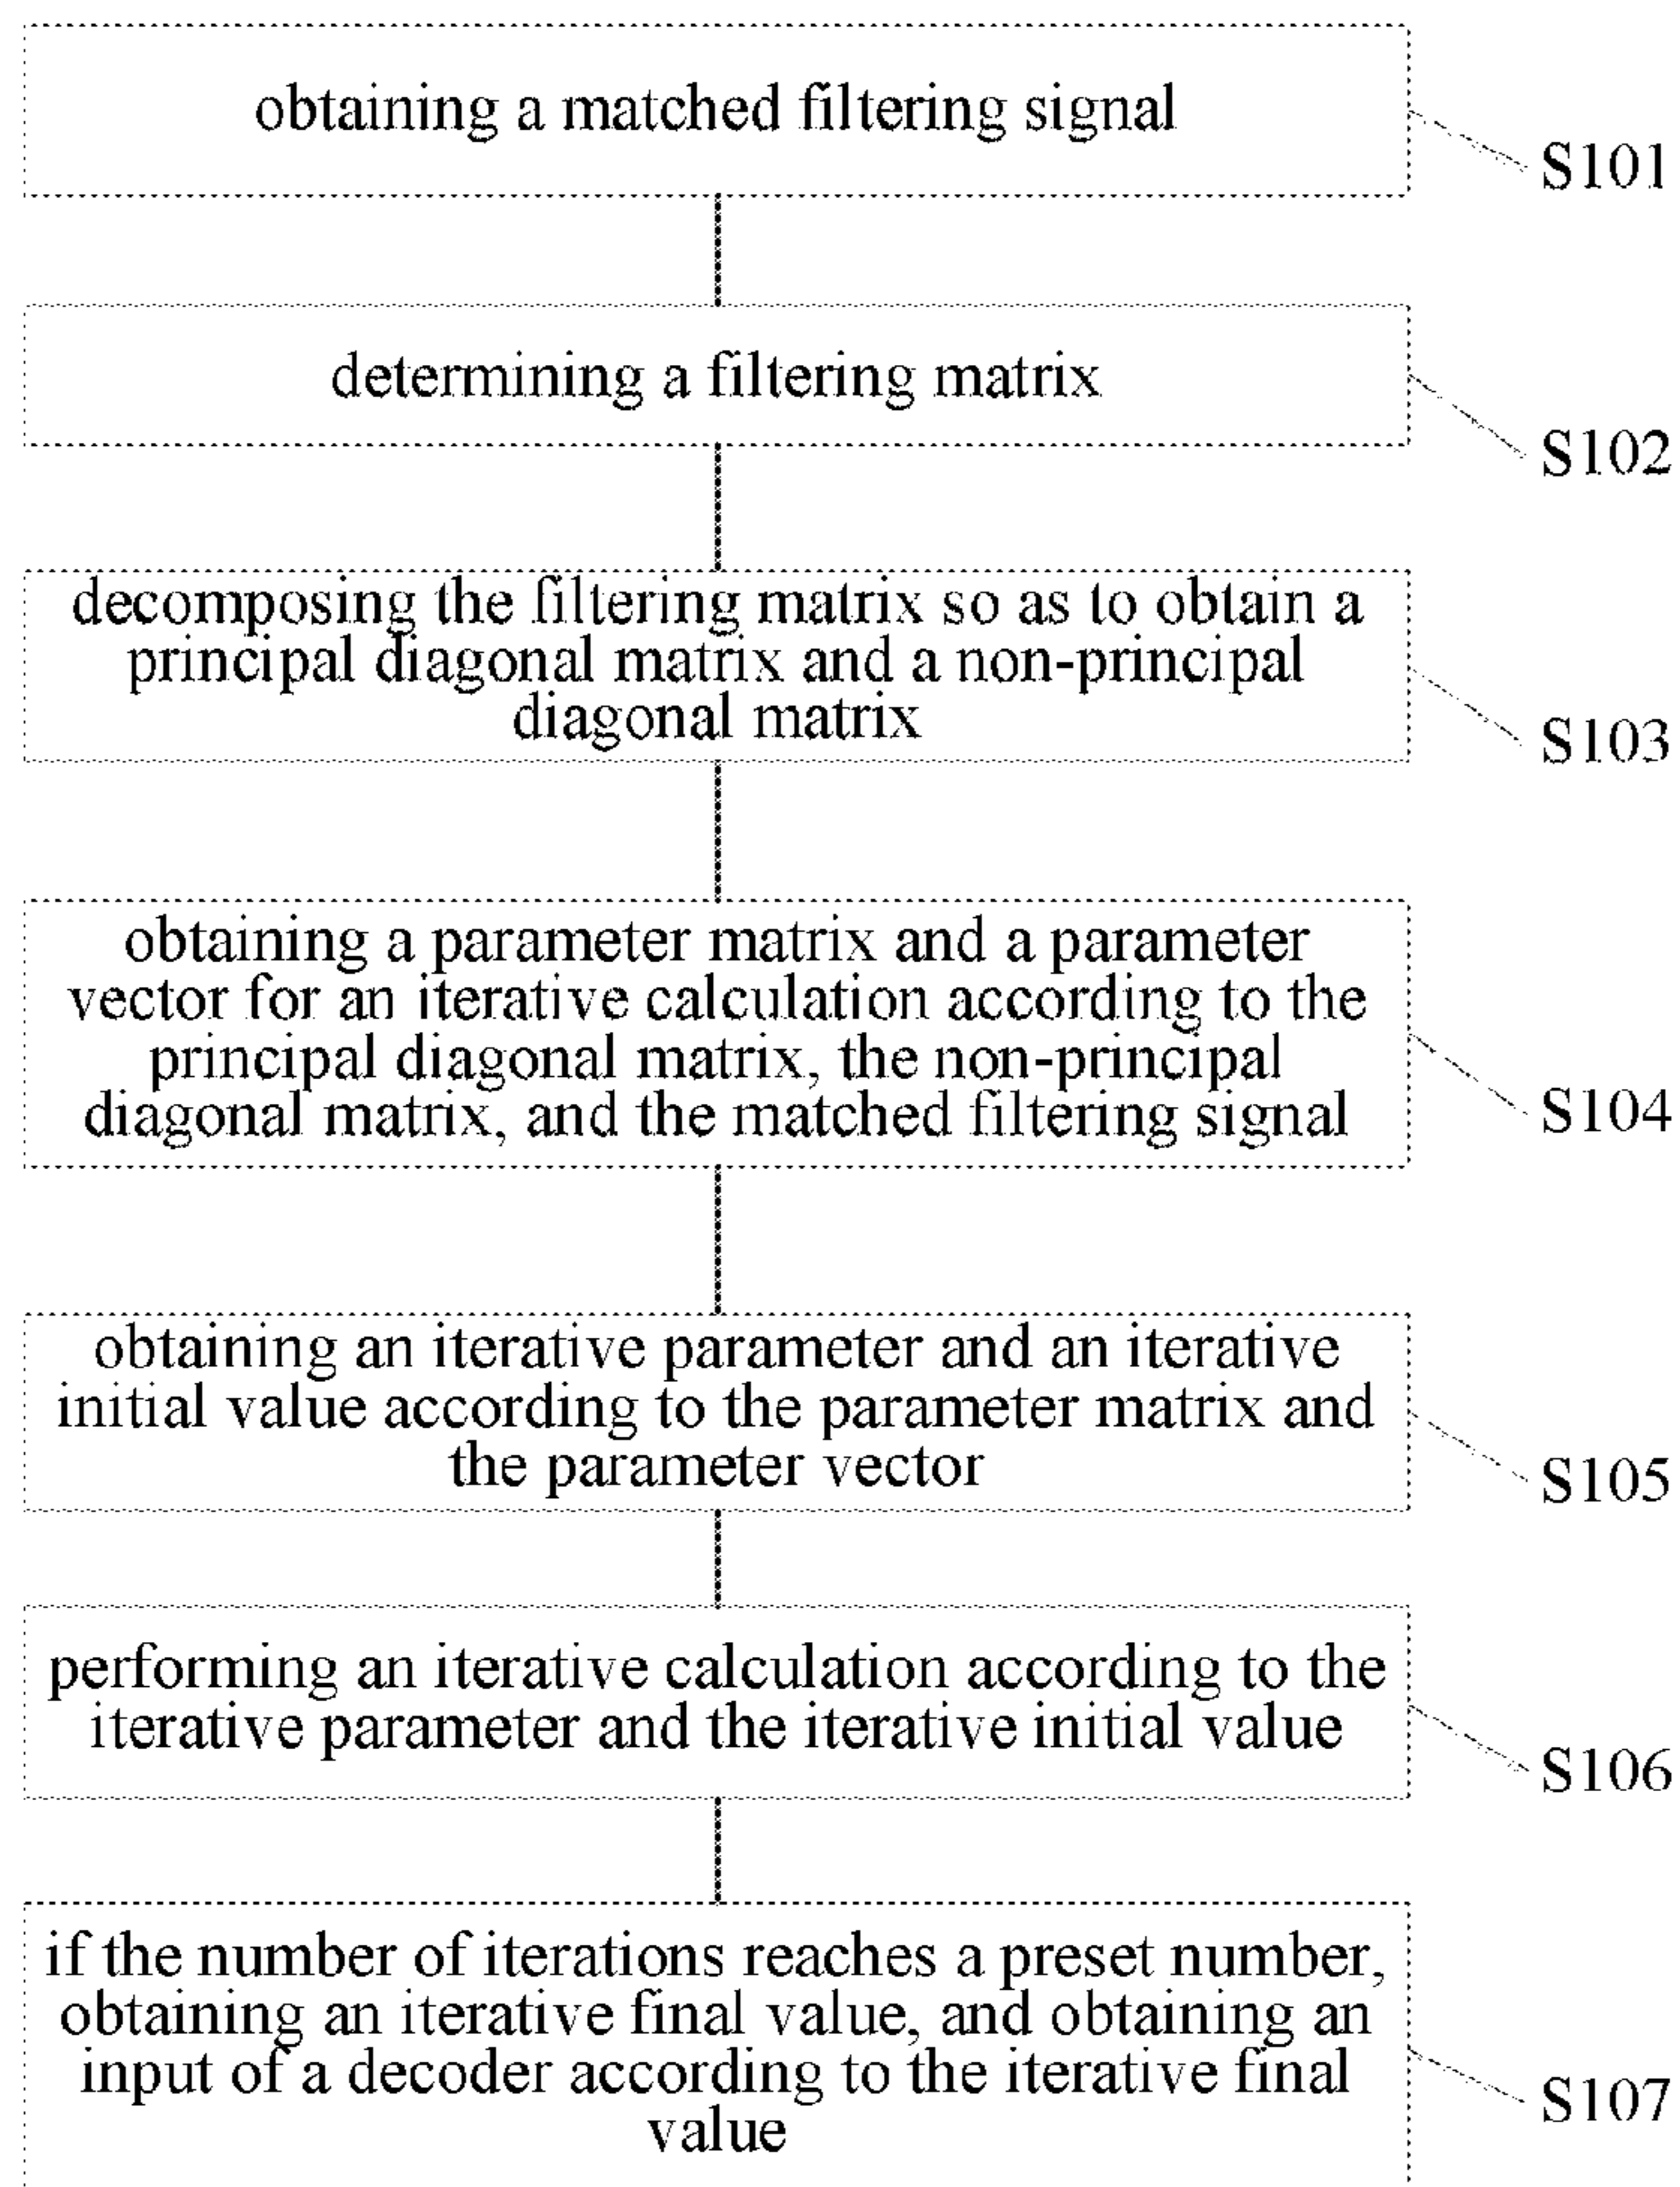 obtaining a matched filtering signal
S101
determining a filtering matrix
S102
decomposing the filtering matrix so as to obtain a
principal diagonal matrix and a non-principal
diagonal matrix
S103
obtaining a parameter matrix and a parameter
vector for an iterative calculation according to the
principal diagonal matrix, the non-principal
diagonal matrix, and the matched filtering signal
S104
obtaining an iterative parameter and an iterative
initial value according to the parameter matrix and
the parameter vector
S105
performing an iterative calculation according to the
iterative parameter and the iterative initial value
S106
if the number of iterations reaches a preset number,
obtaining an iterative final value, and obtaining an
input of a decoder according to the iterative final
value
S107